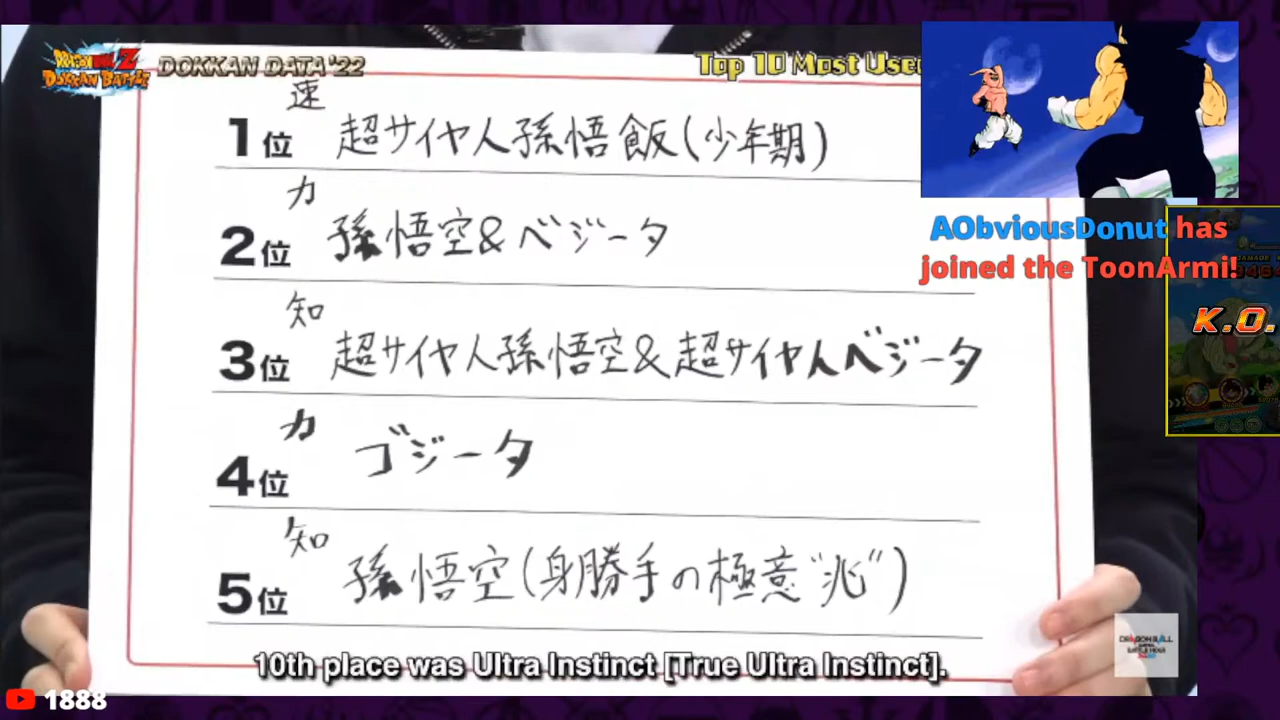 DRAGON BALL Z
DOKKAN BATTLE
DOKKAN DATA '22
Top 10 Most Used
速
1位 超サイヤ人孫悟飯(少年期)
力
2位 孫悟空&ベジータ
知
3位 超サイヤ人孫悟空&超サイヤ人ベジータ
力
4位 ゴジータ
知
5位 孫悟空(身勝手の極意"兆")
10th place was Ultra Instinct [True Ultra Instinct].
AObviousDonut has
joined the ToonArmi!
K.O.
1888